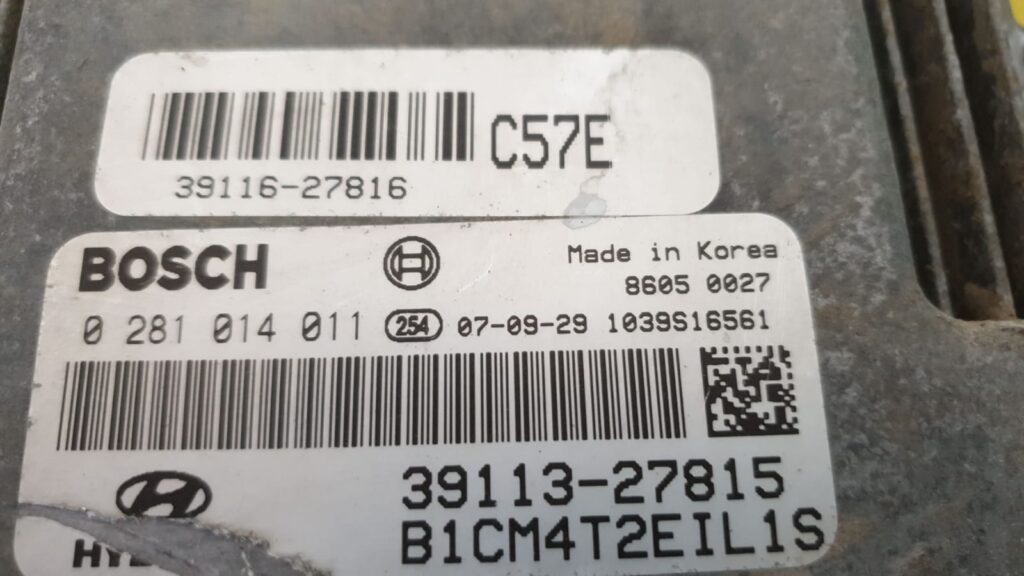 C57E
39116-27816
BOSCH
Made in Korea
8605 0027
0 281 014 011 254 07-09-29 1039S16561
39113-27815
B1CM4T2EIL1S